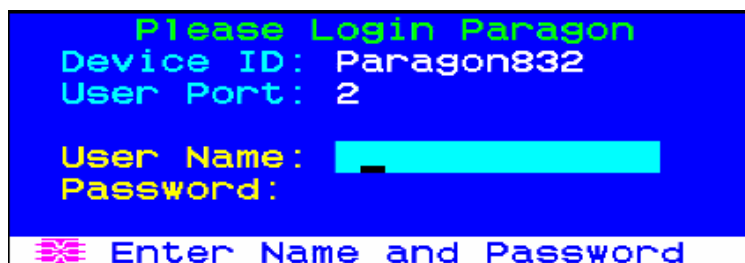 Please Login Paragon
Device ID: Paragon832
User Port: 2
User Name:
Password:
Enter Name and Password